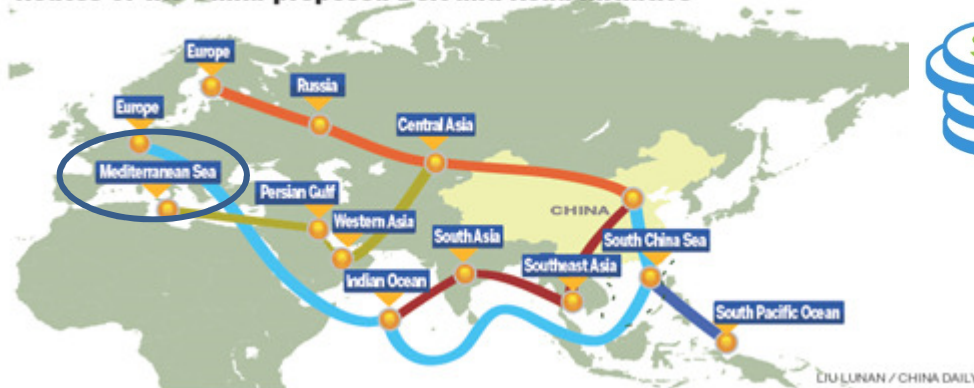 Europe
Russia
Europe
Central Asia
Mediterranean Sea
Persian Gulf
Western Asia
CHINA
South Asia
South China Sea
Southeast Asia
Indian Ocean
South Pacific Ocean
LIU LUNAN / CHINA DAILY